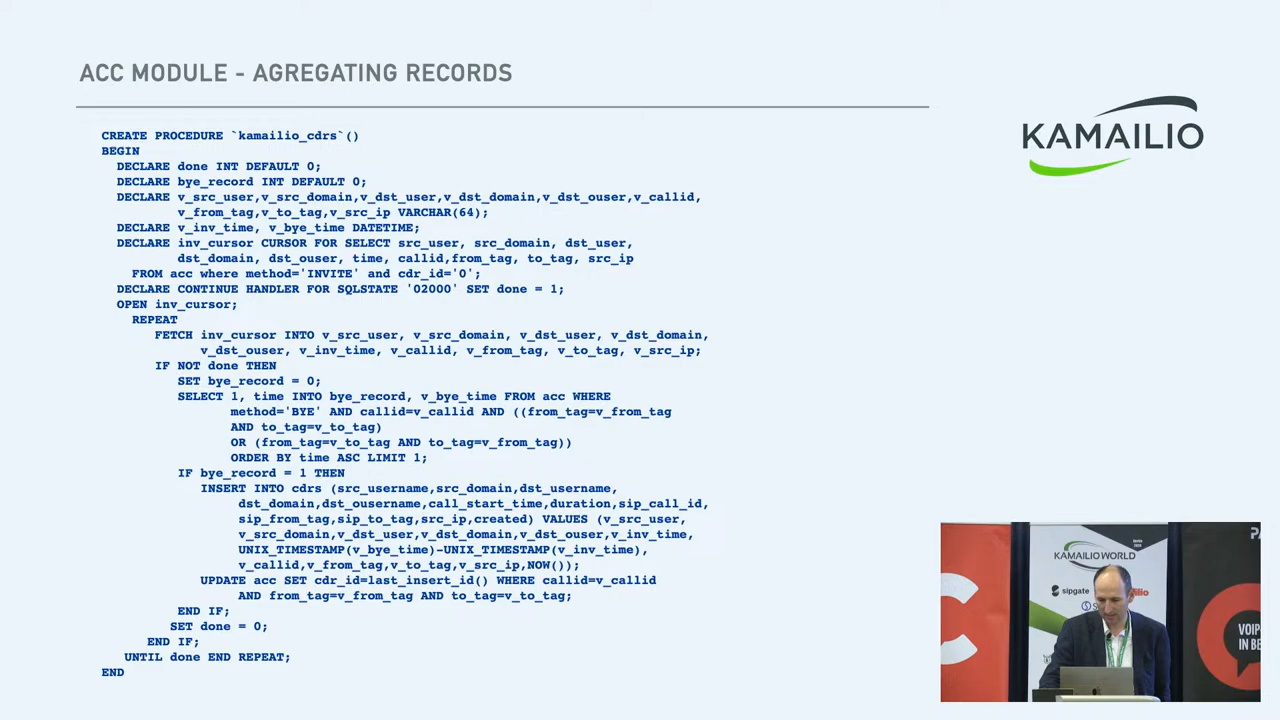 ACC MODULE - AGREGATING RECORDS
KAMAILIO
CREATE PROCEDURE `kamailio_cdrs`()
BEGIN
DECLARE done INT DEFAULT 0;
DECLARE bye_record INT DEFAULT 0;
DECLARE v_src_user,v_src_domain,v_dst_user,v_dst_domain,v_dst_ouser,v_callid,
v_from_tag,v_to_tag,v_src_ip VARCHAR(64);
DECLARE v_inv_time, v_bye_time DATETIME;
DECLARE inv_cursor CURSOR FOR SELECT src_user, src_domain, dst_user,
dst_domain, dst_ouser, time, callid,from_tag, to_tag, src_ip
FROM acc where method='INVITE' and cdr_id='0';
DECLARE CONTINUE HANDLER FOR SQLSTATE '02000' SET done = 1;
OPEN inv_cursor;
REPEAT
FETCH inv_cursor INTO v_src_user, v_src_domain, v_dst_user, v_dst_domain,
v_dst_ouser, v_inv_time, v_callid, v_from_tag, v_to_tag, v_src_ip;
IF NOT done THEN
SET bye_record = 0;
SELECT 1, time INTO bye_record, v_bye_time FROM acc WHERE
method='BYE' AND callid=v_callid AND ((from_tag=v_from_tag
AND to_tag=v_to_tag)
OR (from_tag=v_to_tag AND to_tag=v_from_tag))
ORDER BY time ASC LIMIT 1;
IF bye_record = 1 THEN
INSERT INTO cdrs (src_username,src_domain,dst_username,
dst_domain,dst_ousername,call_start_time,duration,sip_call_id,
sip_from_tag,sip_to_tag,src_ip,created) VALUES (v_src_user,
v_src_domain,v_dst_user,v_dst_domain,v_dst_ouser,v_inv_time,
UNIX_TIMESTAMP(v_bye_time)-UNIX_TIMESTAMP(v_inv_time),
v_callid,v_from_tag,v_to_tag,v_src_ip,NOW());
UPDATE acc SET cdr_id=last_insert_id() WHERE callid=v_callid
AND from_tag=v_from_tag AND to_tag=v_to_tag;
END IF;
SET done = 0;
END IF;
UNTIL done END REPEAT;
END
KAMAILIO WORLD
sipgate
VOIP
IN BE